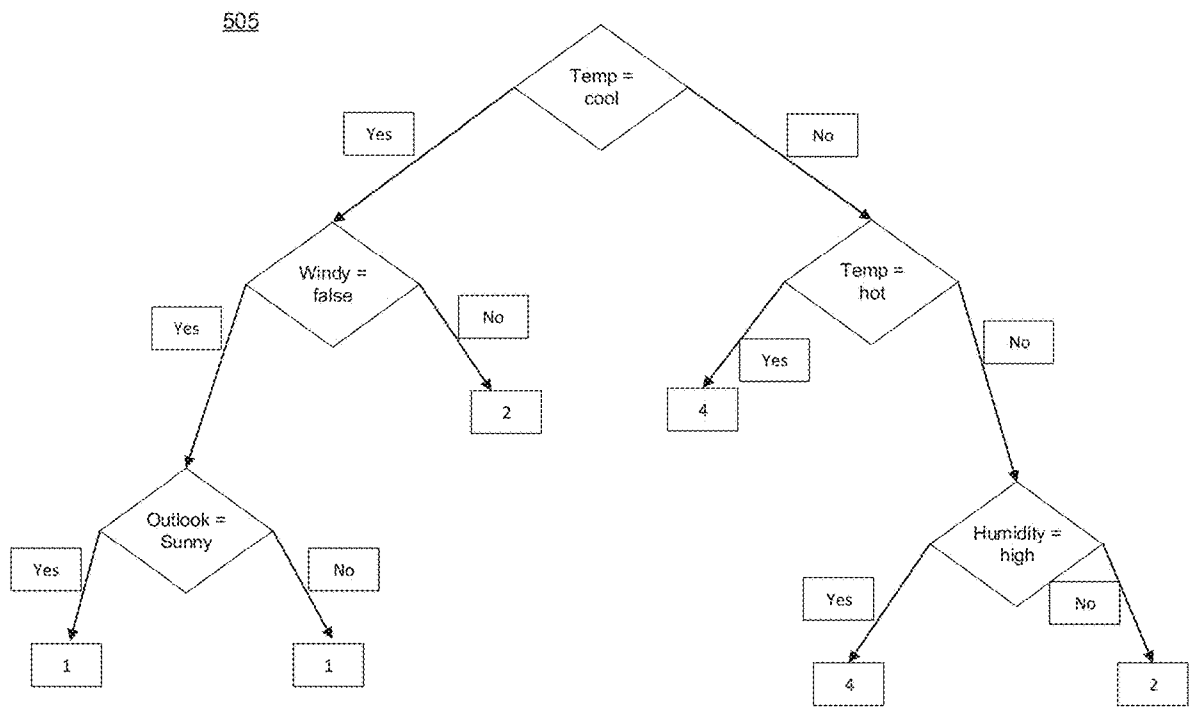 505
Temp =
cool
Yes
No
Windy =
false
Temp =
hot
Yes
No
No
Yes
2
4
Outlook =
Sunny
Humidity =
high
Yes
No
Yes
No
1
1
4
2